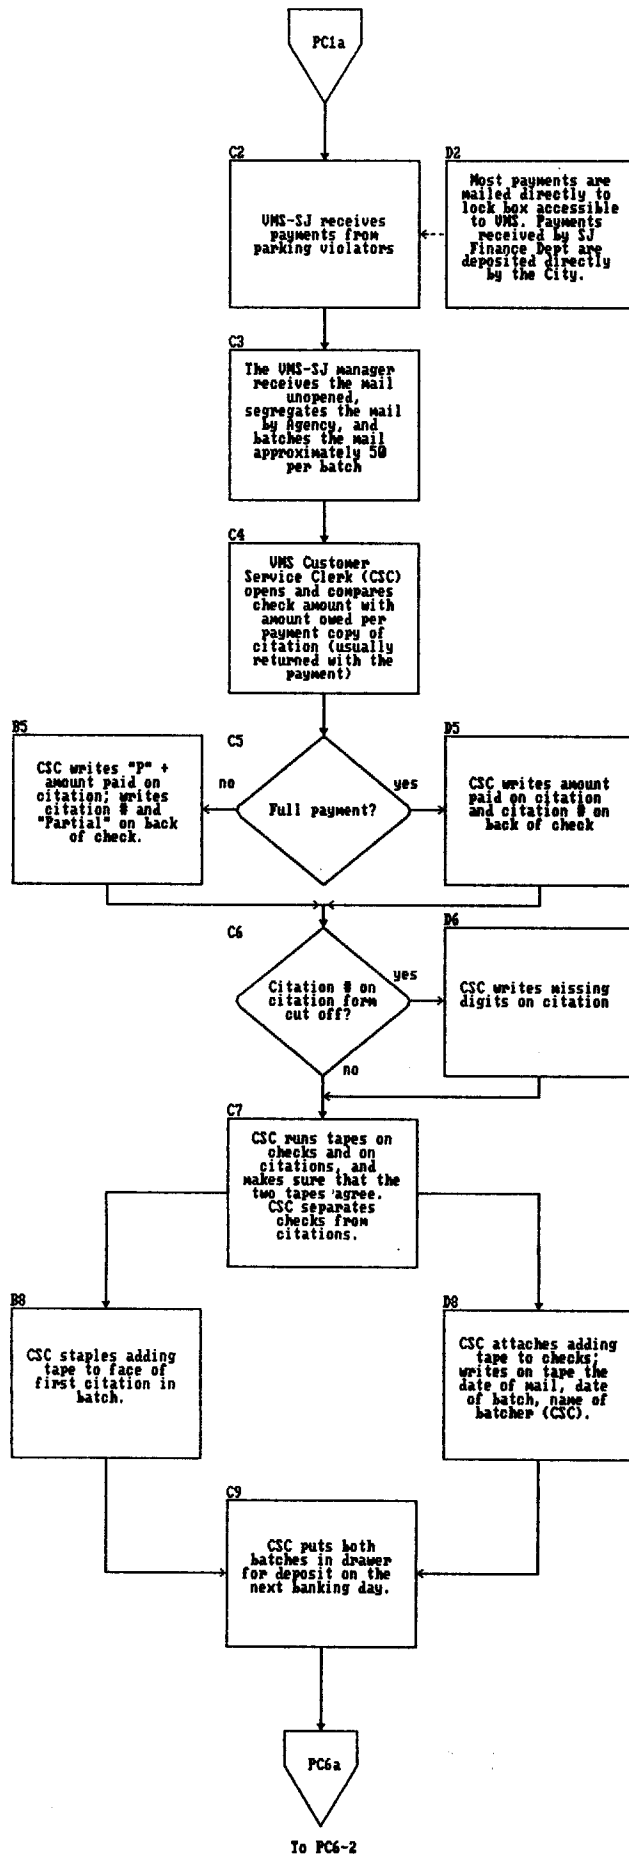 PC1a
C2
VMS-SJ receives
payments from
parking violators
D2
Most payments are
mailed directly to
lock box accessible
to VMS. Payments
received by SJ
Finance Dept are
deposited directly
by the City.
C3
The VMS-SJ manager
receives the mail
unopened,
segregates the mail
by Agency, and
batches the mail
approximately 50
per batch
C4
VMS Customer
Service Clerk (CSC)
opens and compares
check amount with
amount owed per
payment copy of
citation (usually
returned with the
payment)
B5
CSC writes "P" +
amount paid on
citation; writes
citation # and
"Partial" on back
of check.
no
C5
Full payment?
yes
D5
CSC writes amount
paid on citation
and citation # on
back of check
C6
Citation # on
citation form
cut off?
yes
no
D6
CSC writes missing
digits on citation
C7
CSC runs tapes on
checks and on
citations, and
makes sure that the
two tapes agree.
CSC separates
checks from
citations.
B8
CSC staples adding
tape to face of
first citation in
batch.
D8
CSC attaches adding
tape to checks;
writes on tape the
date of mail, date
of batch, name of
batcher (CSC).
C9
CSC puts both
batches in drawer
for deposit on the
next banking day.
PC6a
To PC6-2